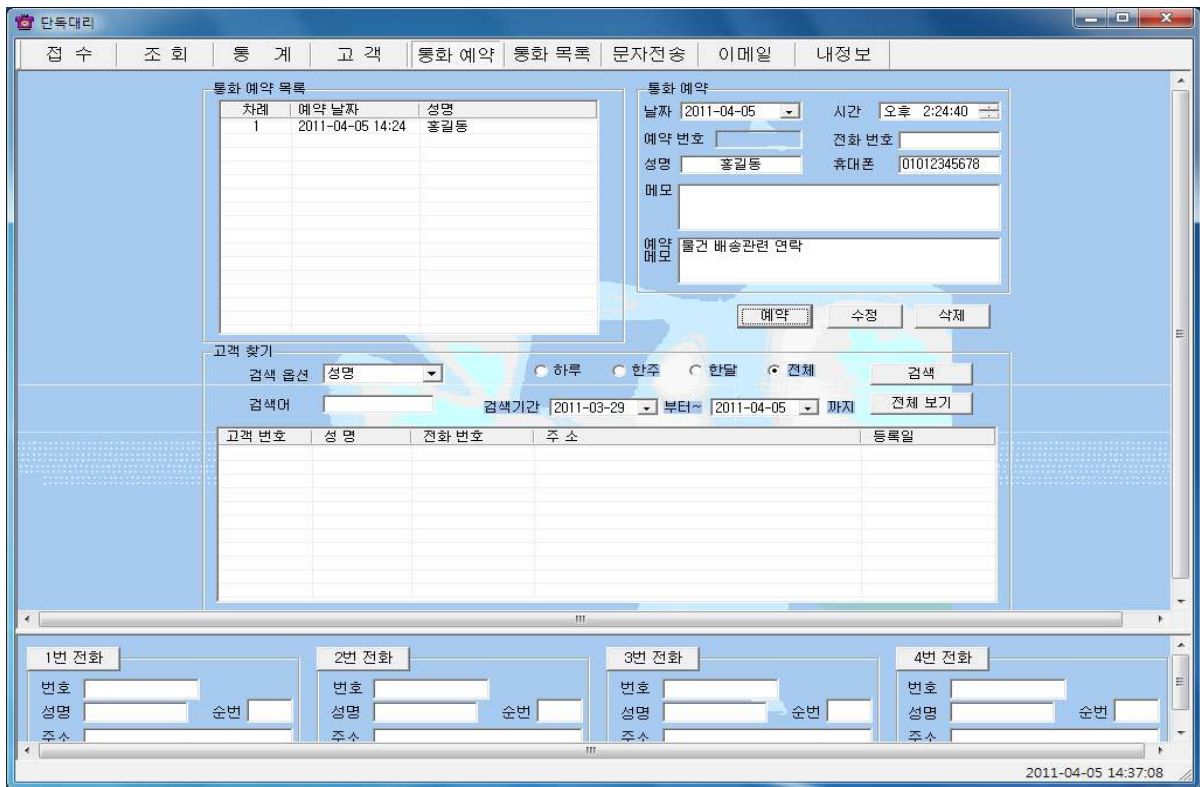 단독대리
접 수 조 회 통 계 고 객 통화 예약 통화 목록 문자전송 이메일 내정보
통화 예약 목록
차례 예약 날짜 성명
1 2011-04-05 14:24 홍길동
통화 예약
날짜 2011-04-05 시간 오후 2:24:40
예약 번호 전화 번호
성명 홍길동 휴대폰 01012345678
메모
예약 메모 물건 배송관련 연락
예약 수정 삭제
고객 찾기
검색 옵션 성명 하루 한주 한달 전체 검색
검색어 검색기간 2011-03-29 부터~ 2011-04-05 까지 전체 보기
고객 번호 성 명 전화 번호 주 소 등록일
1번 전화 2번 전화 3번 전화 4번 전화
번호 번호 번호 번호
성명 순번 성명 순번 성명 순번 성명 순번
주소 주소 주소 주소
2011-04-05 14:37:08